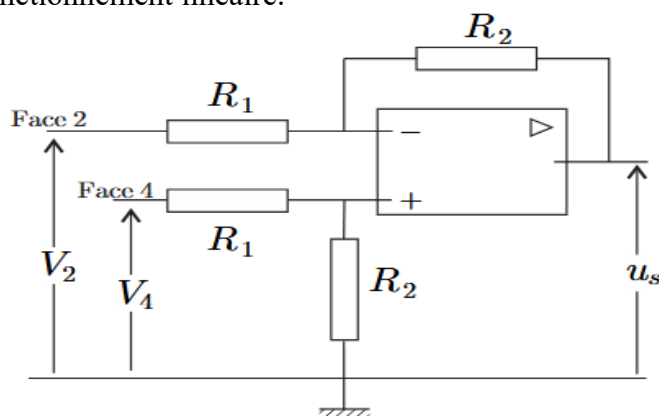 fonctionnement linéaire.
R₂
R₁
Face 2
−
▷
Face 4
+
R₁
V₂
V₄
R₂
uₛ